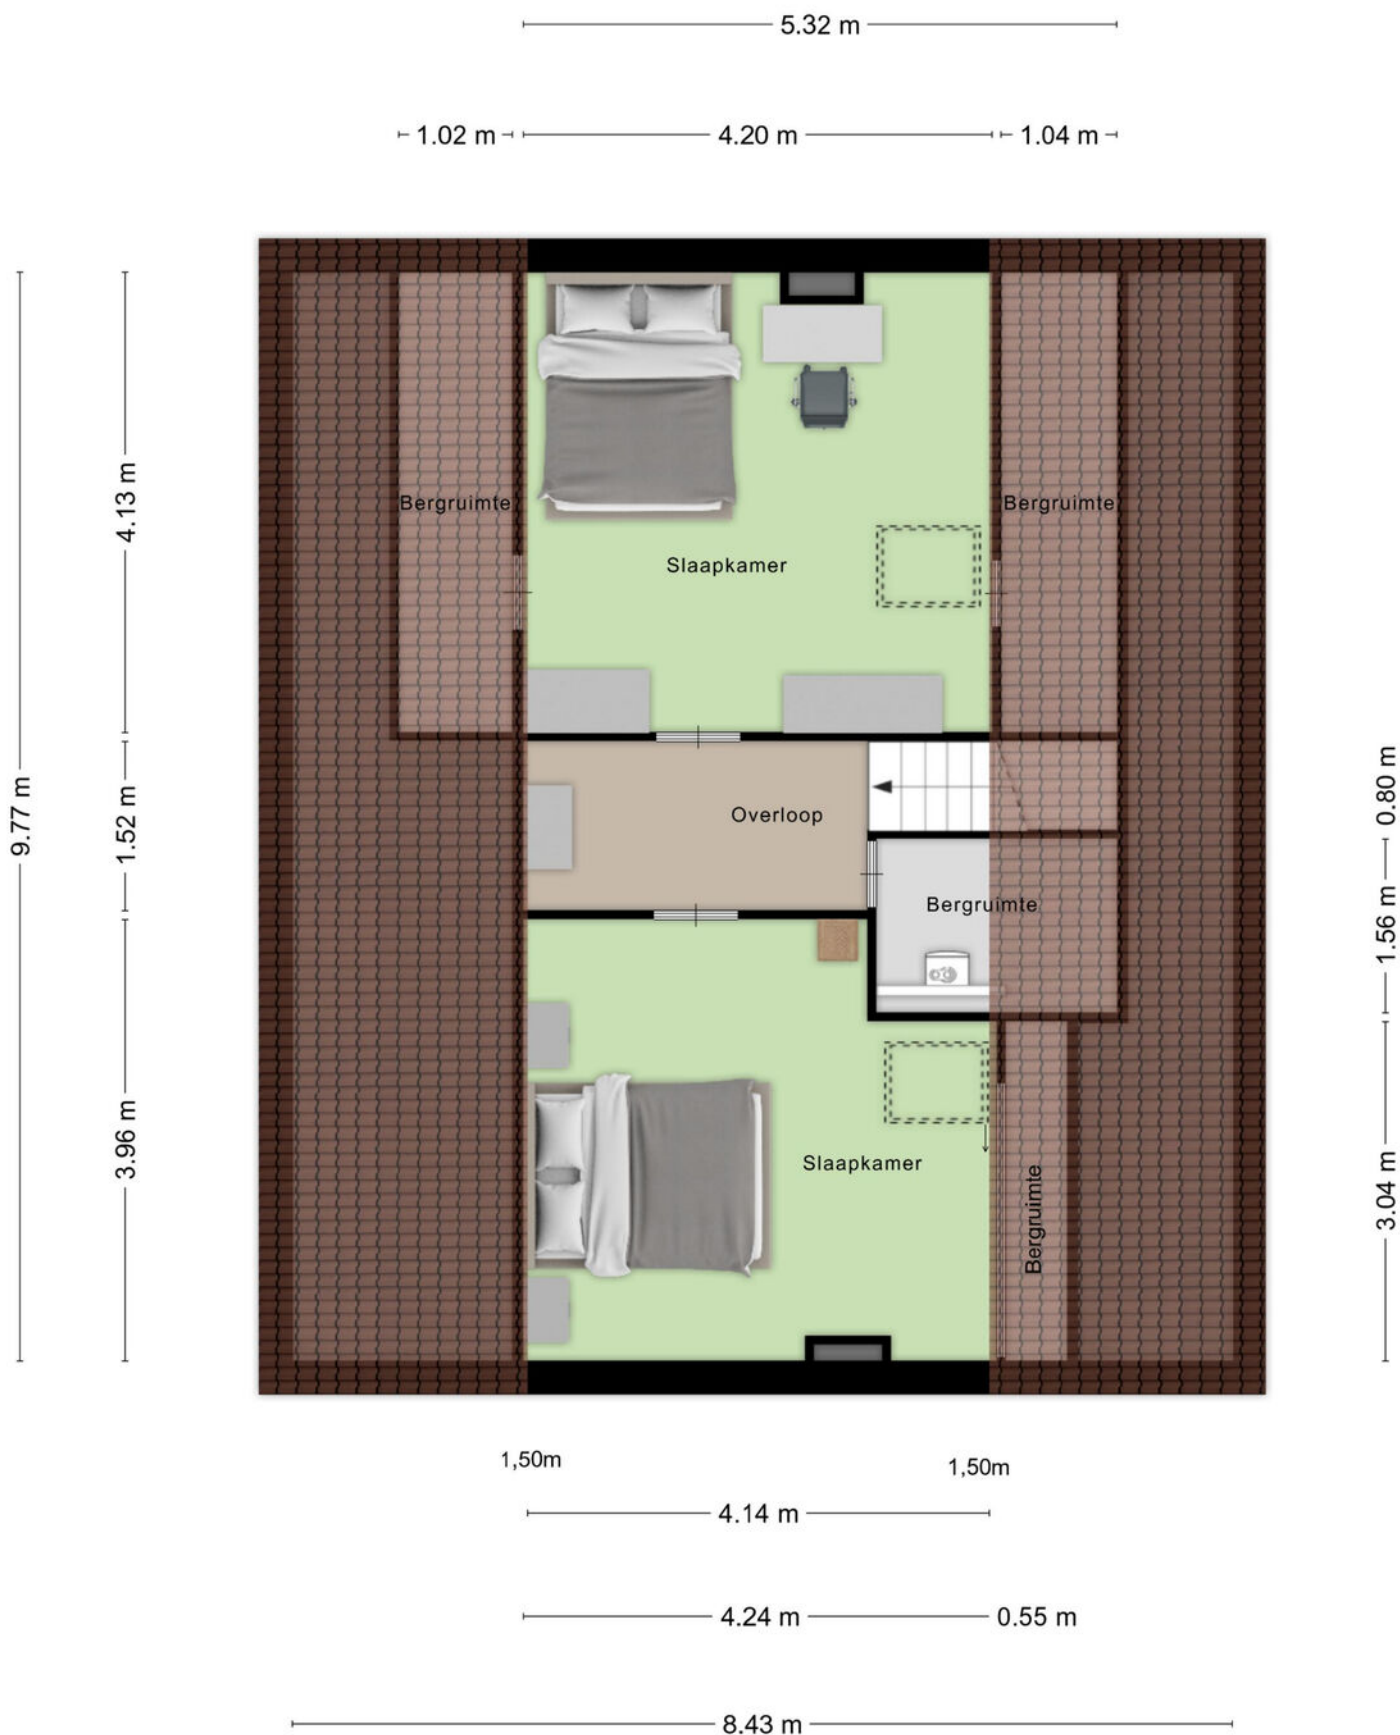 5.32 m
1.02 m
4.20 m
1.04 m
4.13 m
Bergruimte
Bergruimte
Slaapkamer
9.77 m
1.52 m
0.80 m
Overloop
Bergruimte
1.56 m
3.96 m
Slaapkamer
Bergruimte
3.04 m
1,50m
1,50m
4.14 m
4.24 m
0.55 m
8.43 m